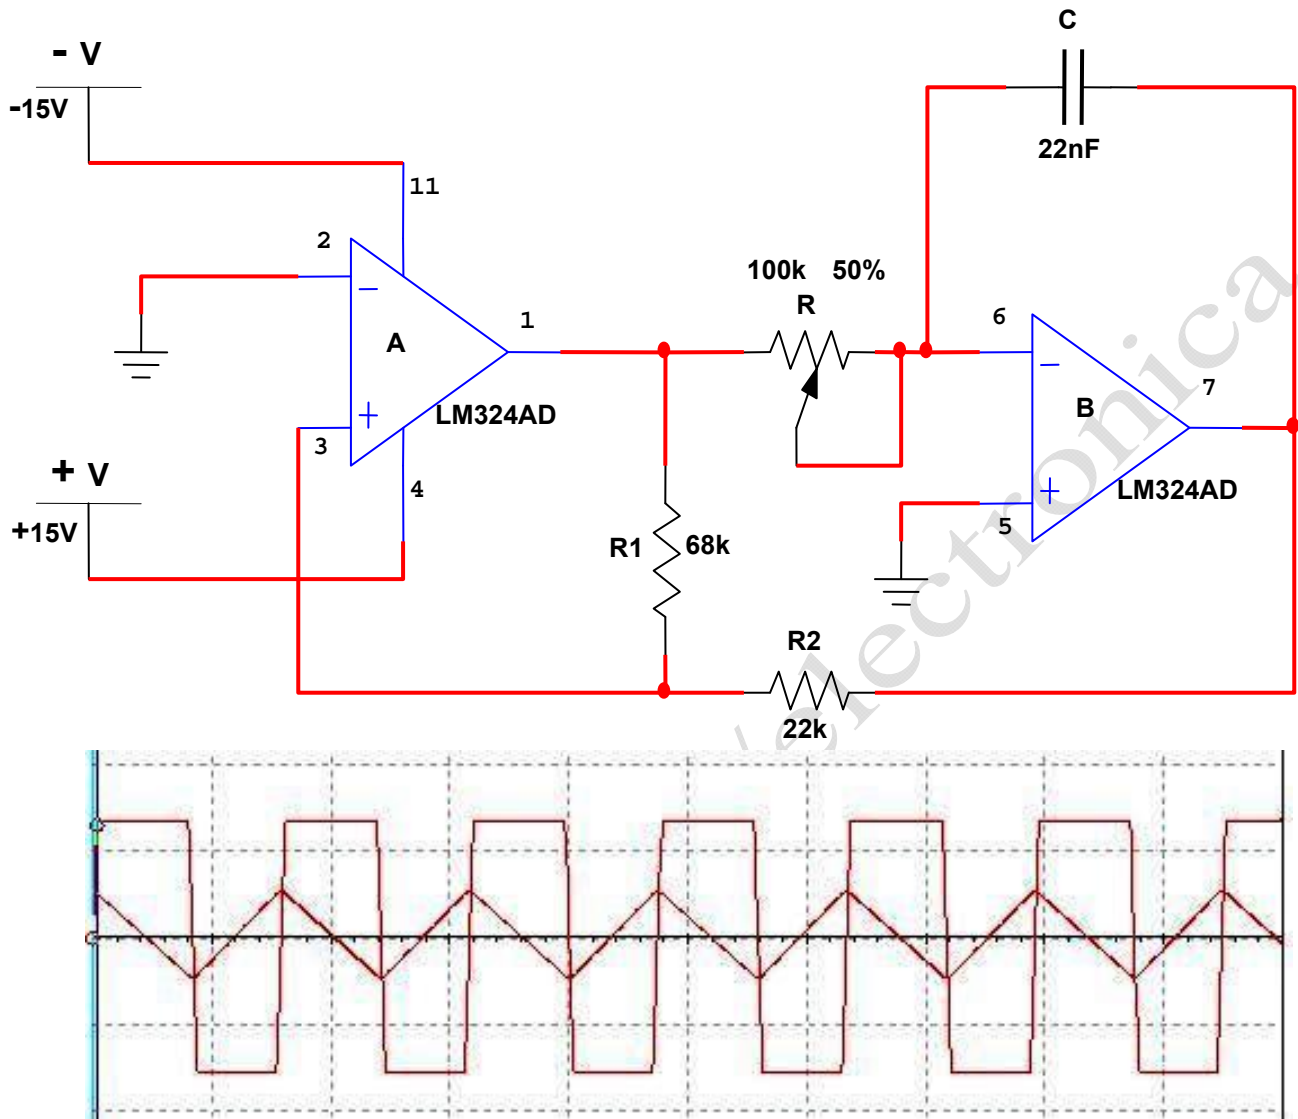 C
- V
-15V
22nF
11
2
100k 50%
R
1
6
A
7
B
3
LM324AD
+ V
4
LM324AD
5
+15V
R1
68k
R2
22k
/electronica